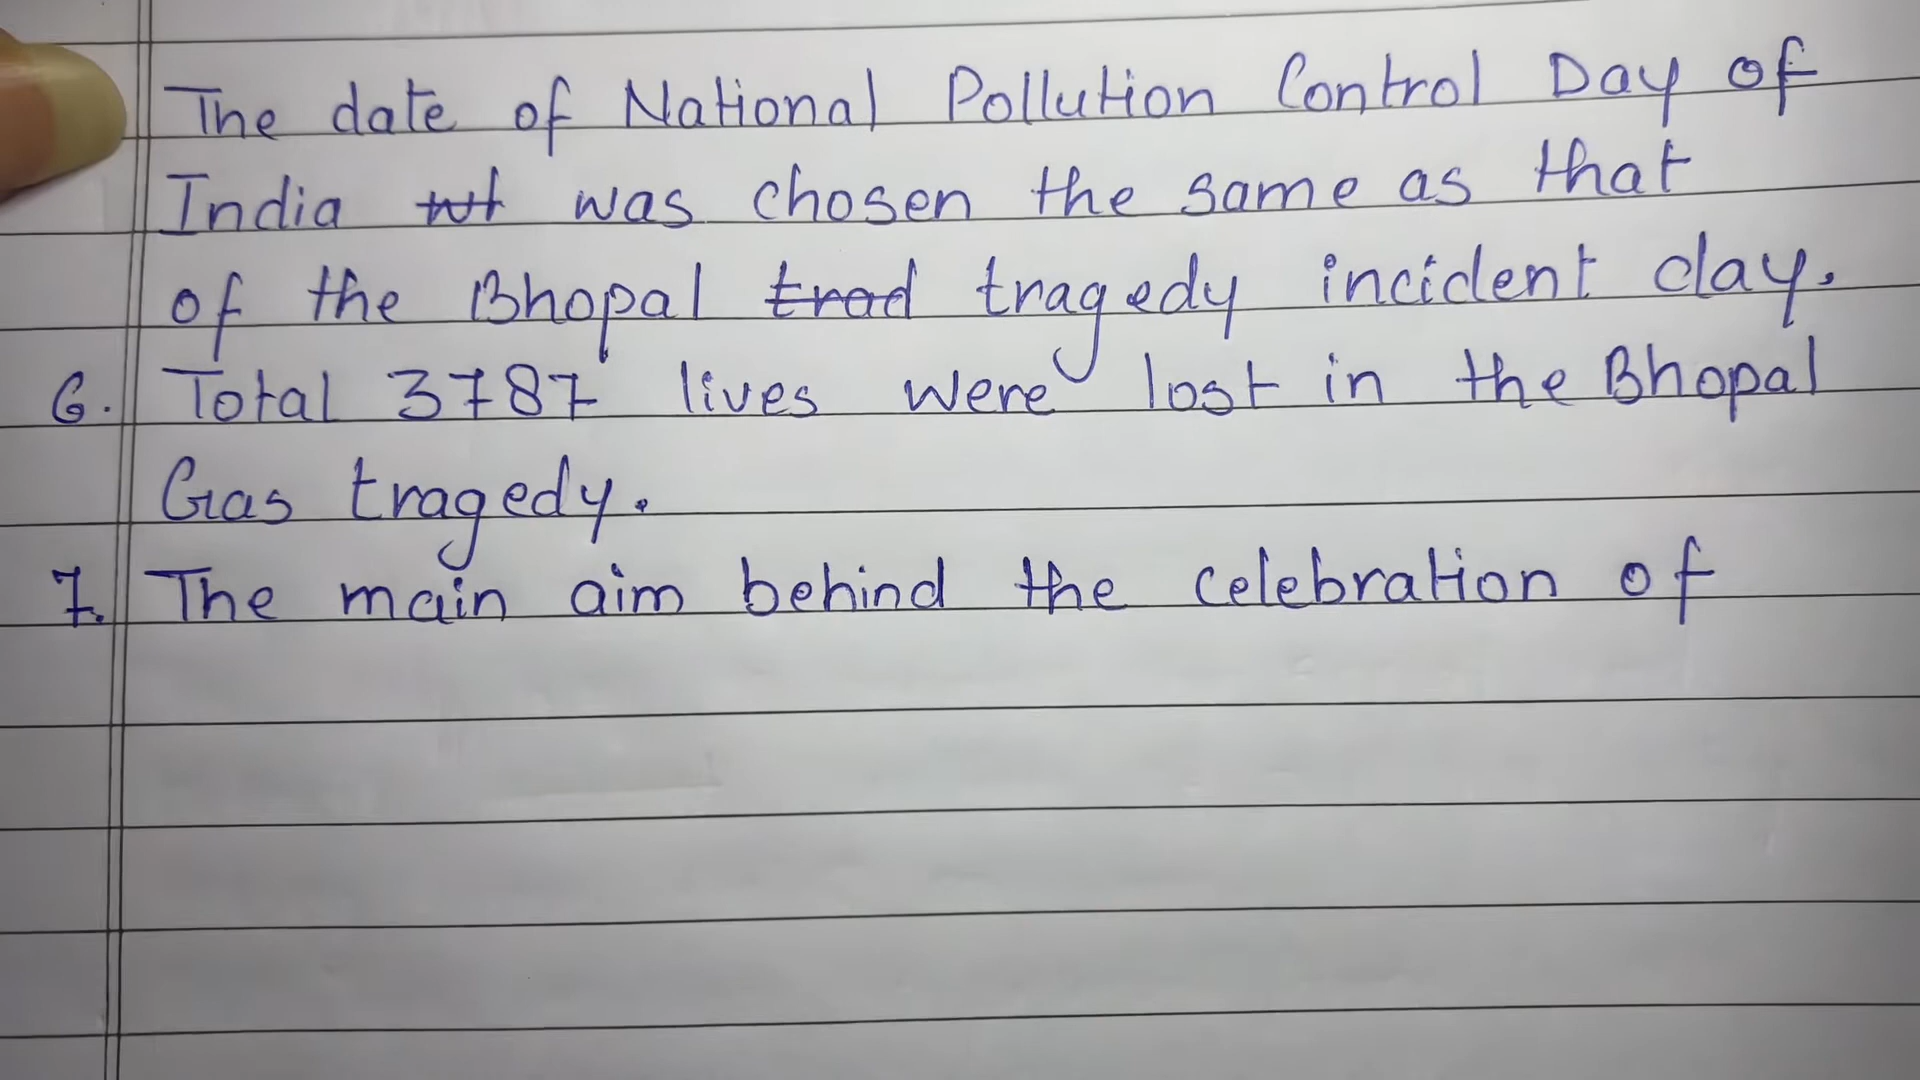 The date of National Pollution Control Day of
India was chosen the same as that
of the Bhopal trad tragedy incident day.
6. Total 3787 lives were lost in the Bhopal
Gas tragedy.
7. The main aim behind the celebration of